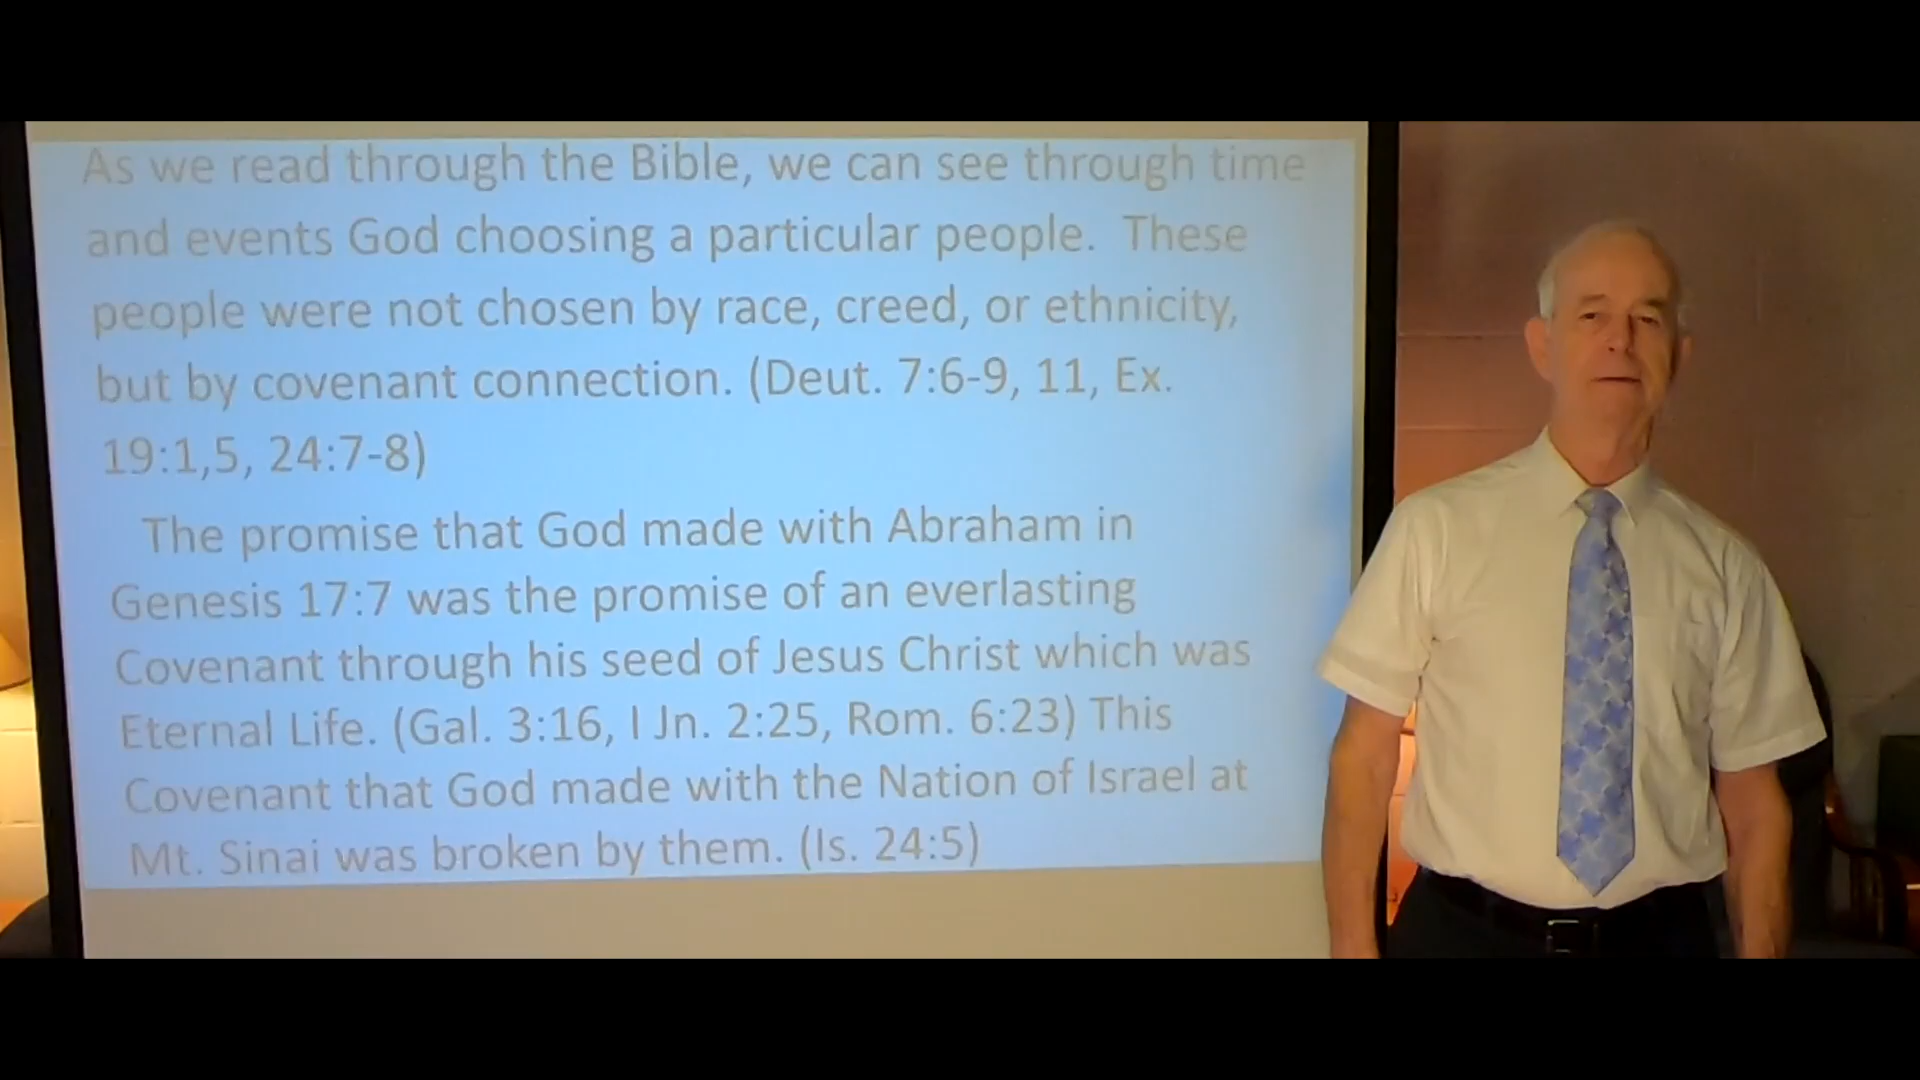 As we read through the Bible, we can see through time
and events God choosing a particular people. These
people were not chosen by race, creed, or ethnicity,
but by covenant connection. (Deut. 7:6-9, 11, Ex.
19:1,5, 24:7-8)
The promise that God made with Abraham in
Genesis 17:7 was the promise of an everlasting
Covenant through his seed of Jesus Christ which was
Eternal Life. (Gal. 3:16, I Jn. 2:25, Rom. 6:23) This
Covenant that God made with the Nation of Israel at
Mt. Sinai was broken by them. (Is. 24:5)